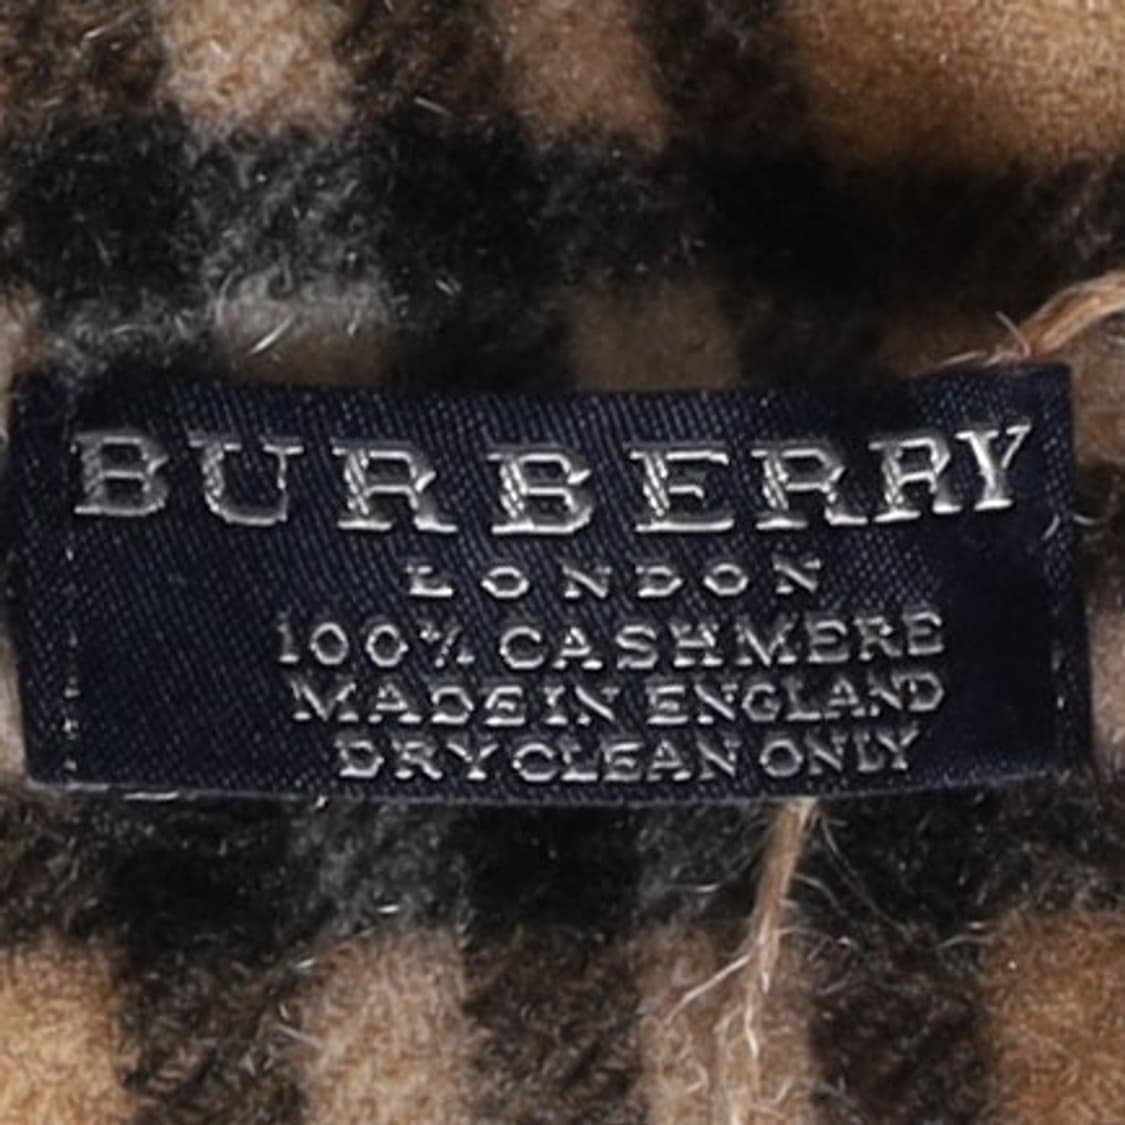 BURBERRY
LONDON
100% CASHMERE
MADE IN ENGLAND
DRY CLEAN ONLY